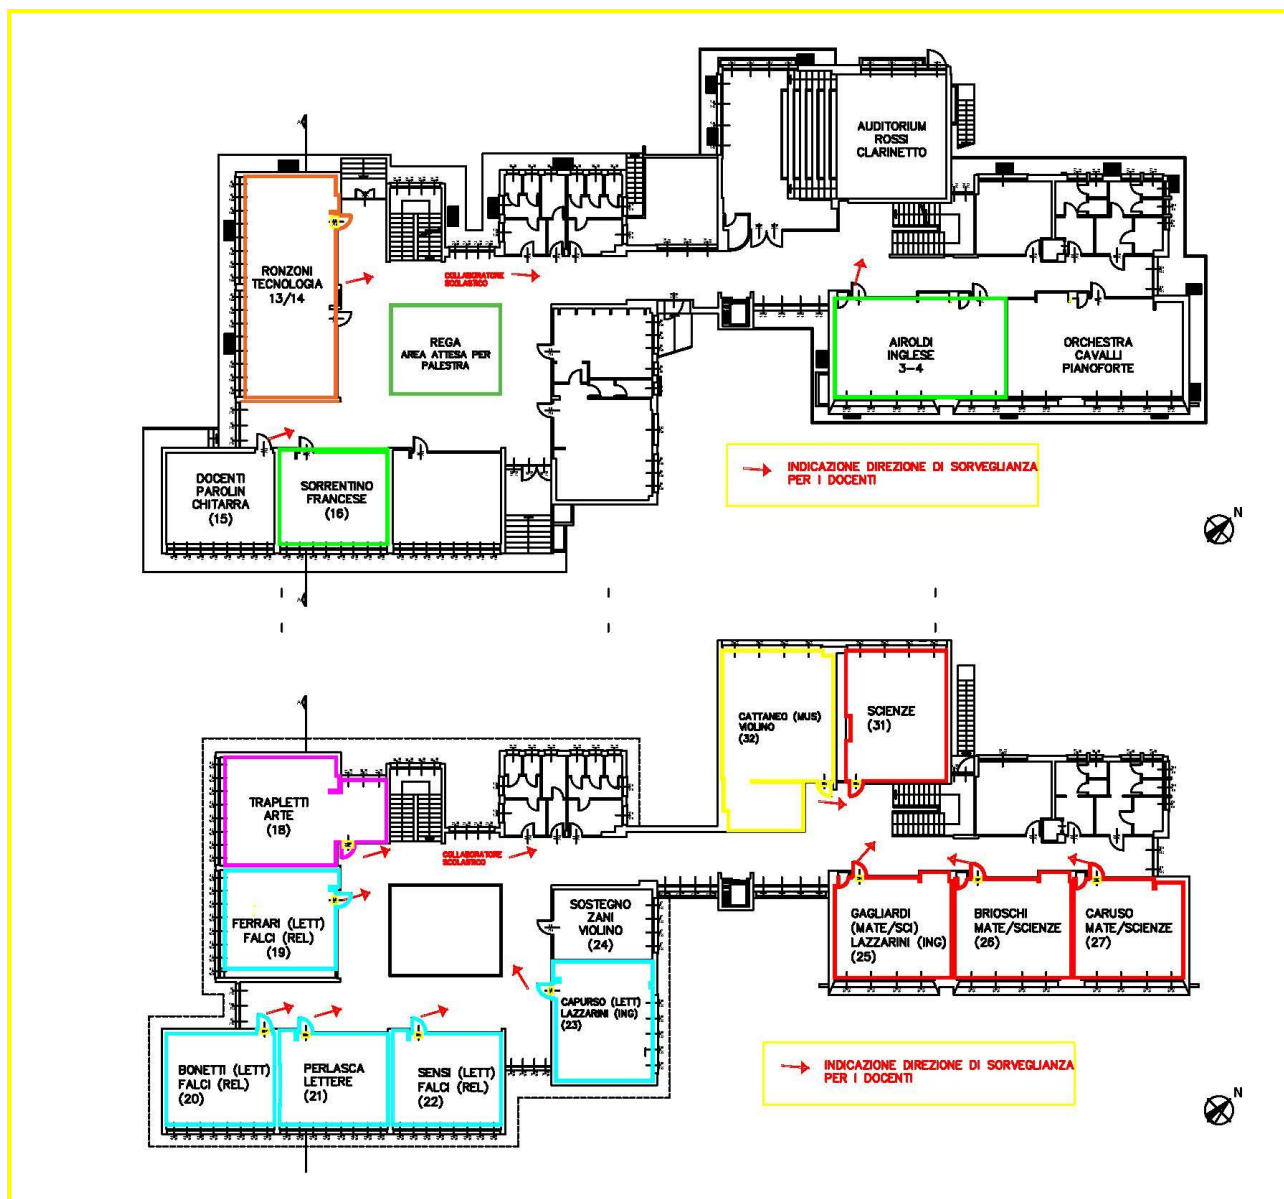 AUDITORIUM
ROSSI
CLARINETTO
RONZONI
TECNOLOGIA
13/14
COLLABORATORE
SCOLASTICO
REGA
AREA ATTESA PER
PALESTRA
AIROLDI
INGLESE
3-4
ORCHESTRA
CAVALLI
PIANOFORTE
DOCENTI
PAROLIN
CHITARRA
(15)
SORRENTINO
FRANCESE
(16)
INDICAZIONE DIREZIONE DI SORVEGLIANZA
PER I DOCENTI
N
CATTANEO (MUS)
VIOLINO
(32)
SCIENZE
(31)
TRAPLETTI
ARTE
(18)
COLLABORATORE
SCOLASTICO
FERRARI (LETT)
FALCI (REL)
(19)
SOSTEGNO
ZANI
VIOLINO
(24)
GAGLIARDI
(MATE/SCI)
LAZZARINI (ING)
(25)
BRIOSCHI
MATE/SCIENZE
(26)
CARUSO
MATE/SCIENZE
(27)
CAPURSO (LETT)
LAZZARINI (ING)
(23)
BONETTI (LETT)
FALCI (REL)
(20)
PERLASCA
LETTERE
(21)
SENSI (LETT)
FALCI (REL)
(22)
INDICAZIONE DIREZIONE DI SORVEGLIANZA
PER I DOCENTI
N